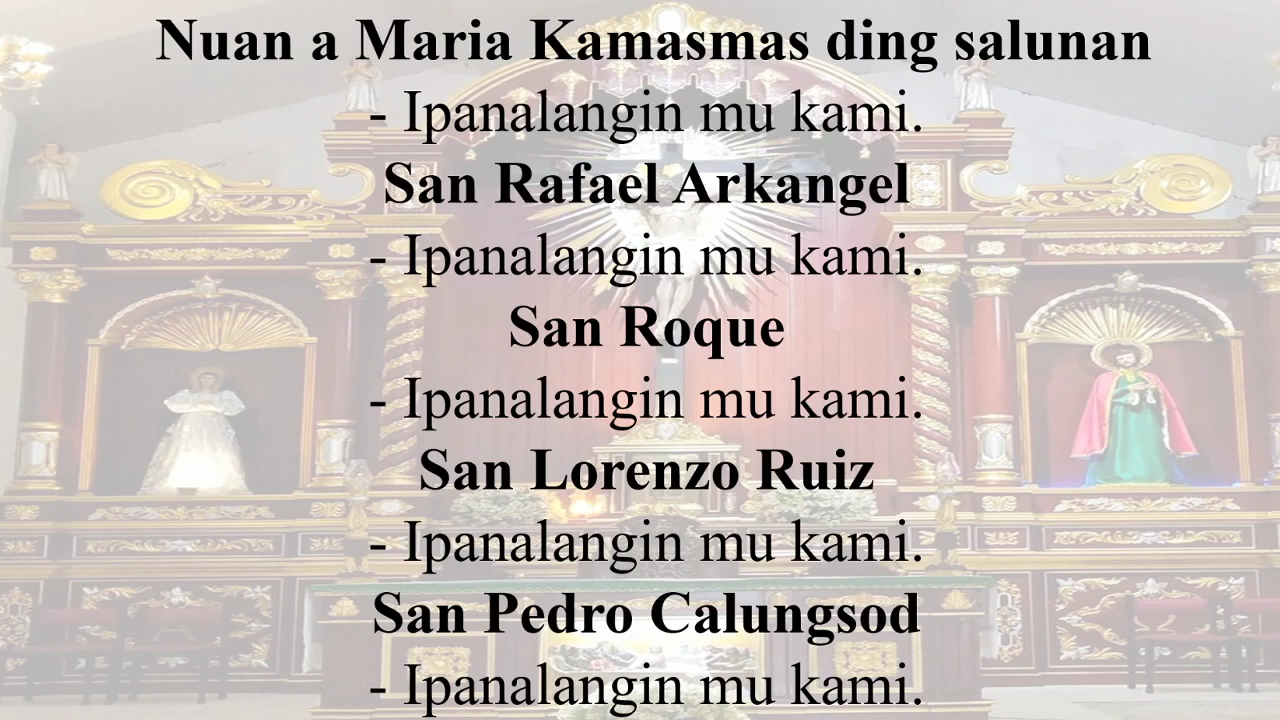 Nuan a Maria Kamasmas ding salunan
- Ipanalangin mu kami.
San Rafael Arkangel
- Ipanalangin mu kami.
San Roque
- Ipanalangin mu kami.
San Lorenzo Ruiz
- Ipanalangin mu kami.
San Pedro Calungsod
- Ipanalangin mu kami.